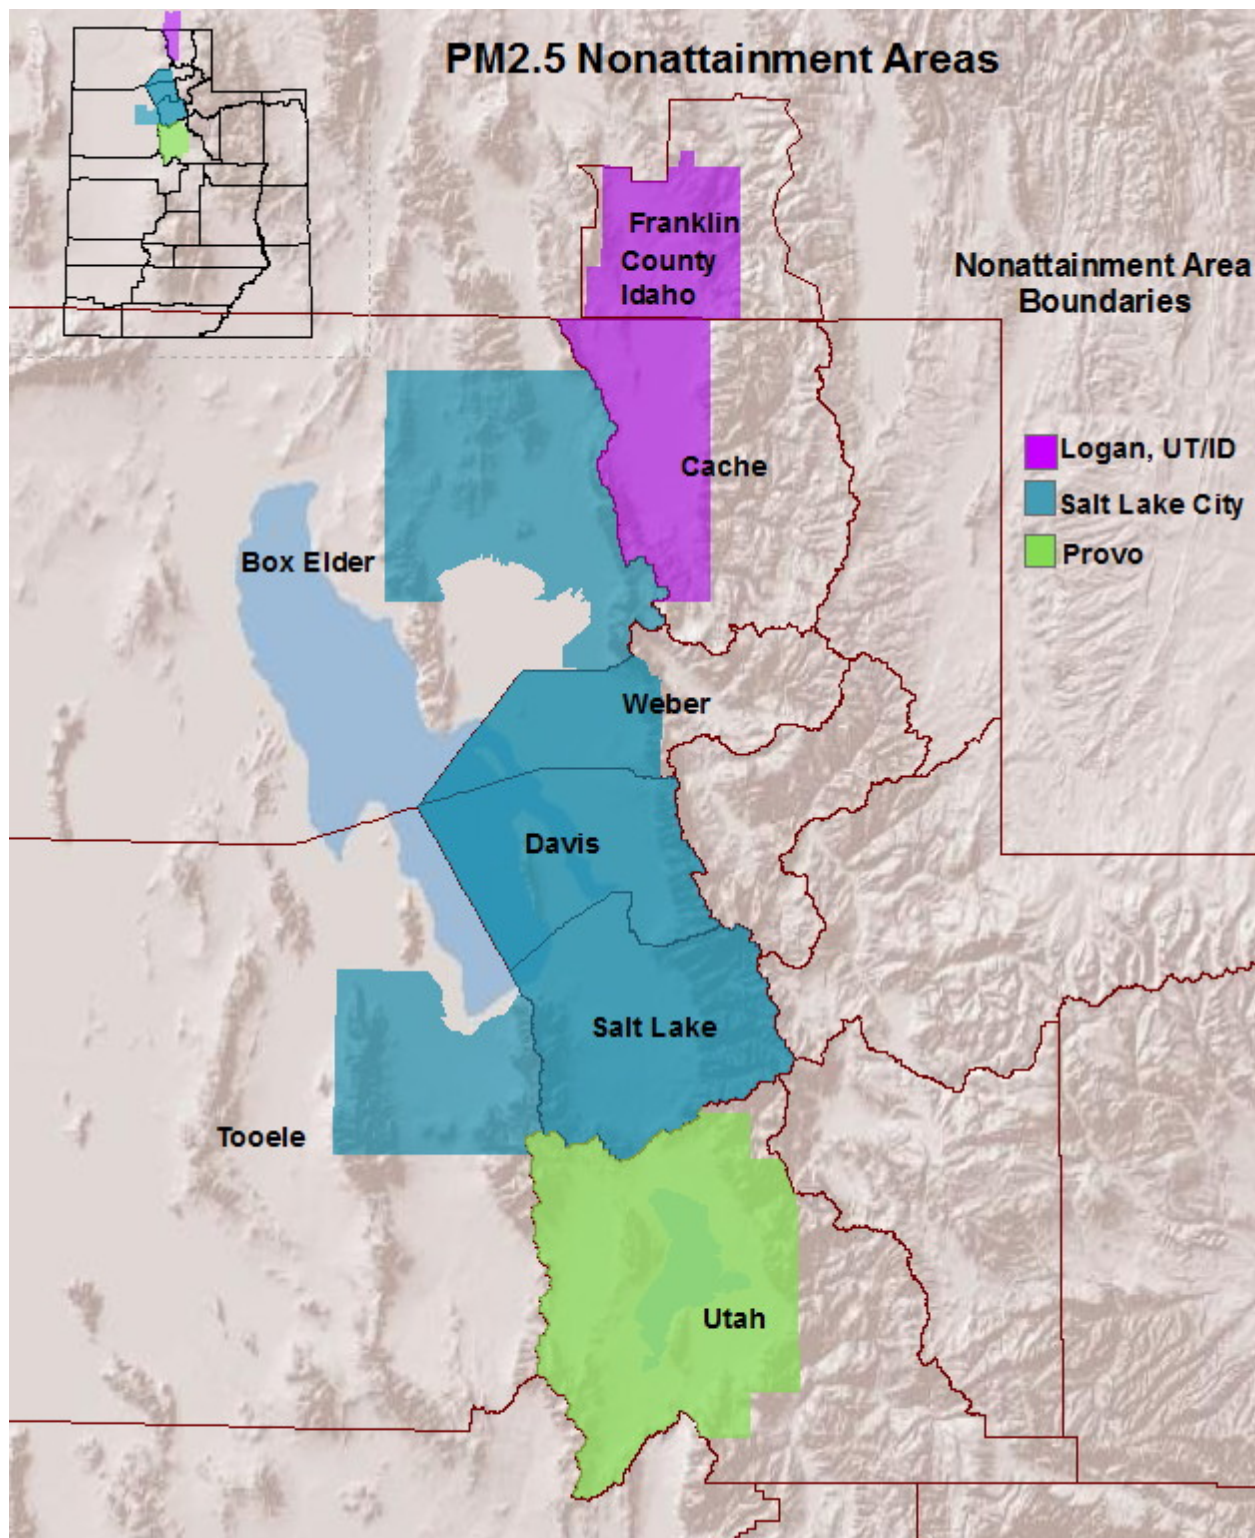 PM2.5 Nonattainment Areas
Franklin
County
Idaho
Nonattainment Area
Boundaries
Logan, UT/ID
Salt Lake City
Provo
Cache
Box Elder
Weber
Davis
Salt Lake
Tooele
Utah